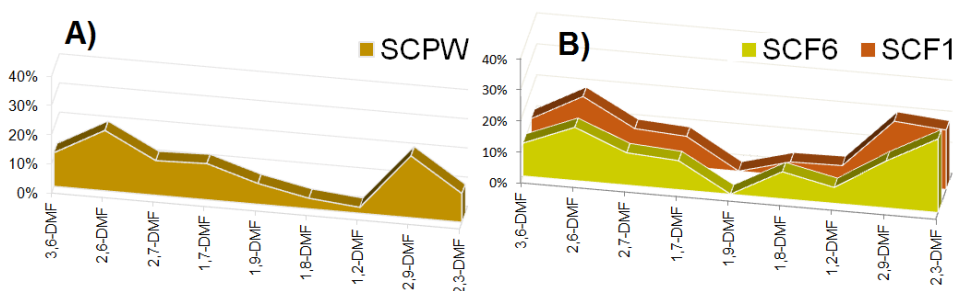 A)
SCPW
40%
30%
20%
10%
0%
3,6-DMF
2,6-DMF
2,7-DMF
1,7-DMF
1,9-DMF
1,8-DMF
1,2-DMF
2,9-DMF
2,3-DMF
B)
SCF6 SCF1
40%
30%
20%
10%
0%
3,6-DMF
2,6-DMF
2,7-DMF
1,7-DMF
1,9-DMF
1,8-DMF
1,2-DMF
2,9-DMF
2,3-DMF